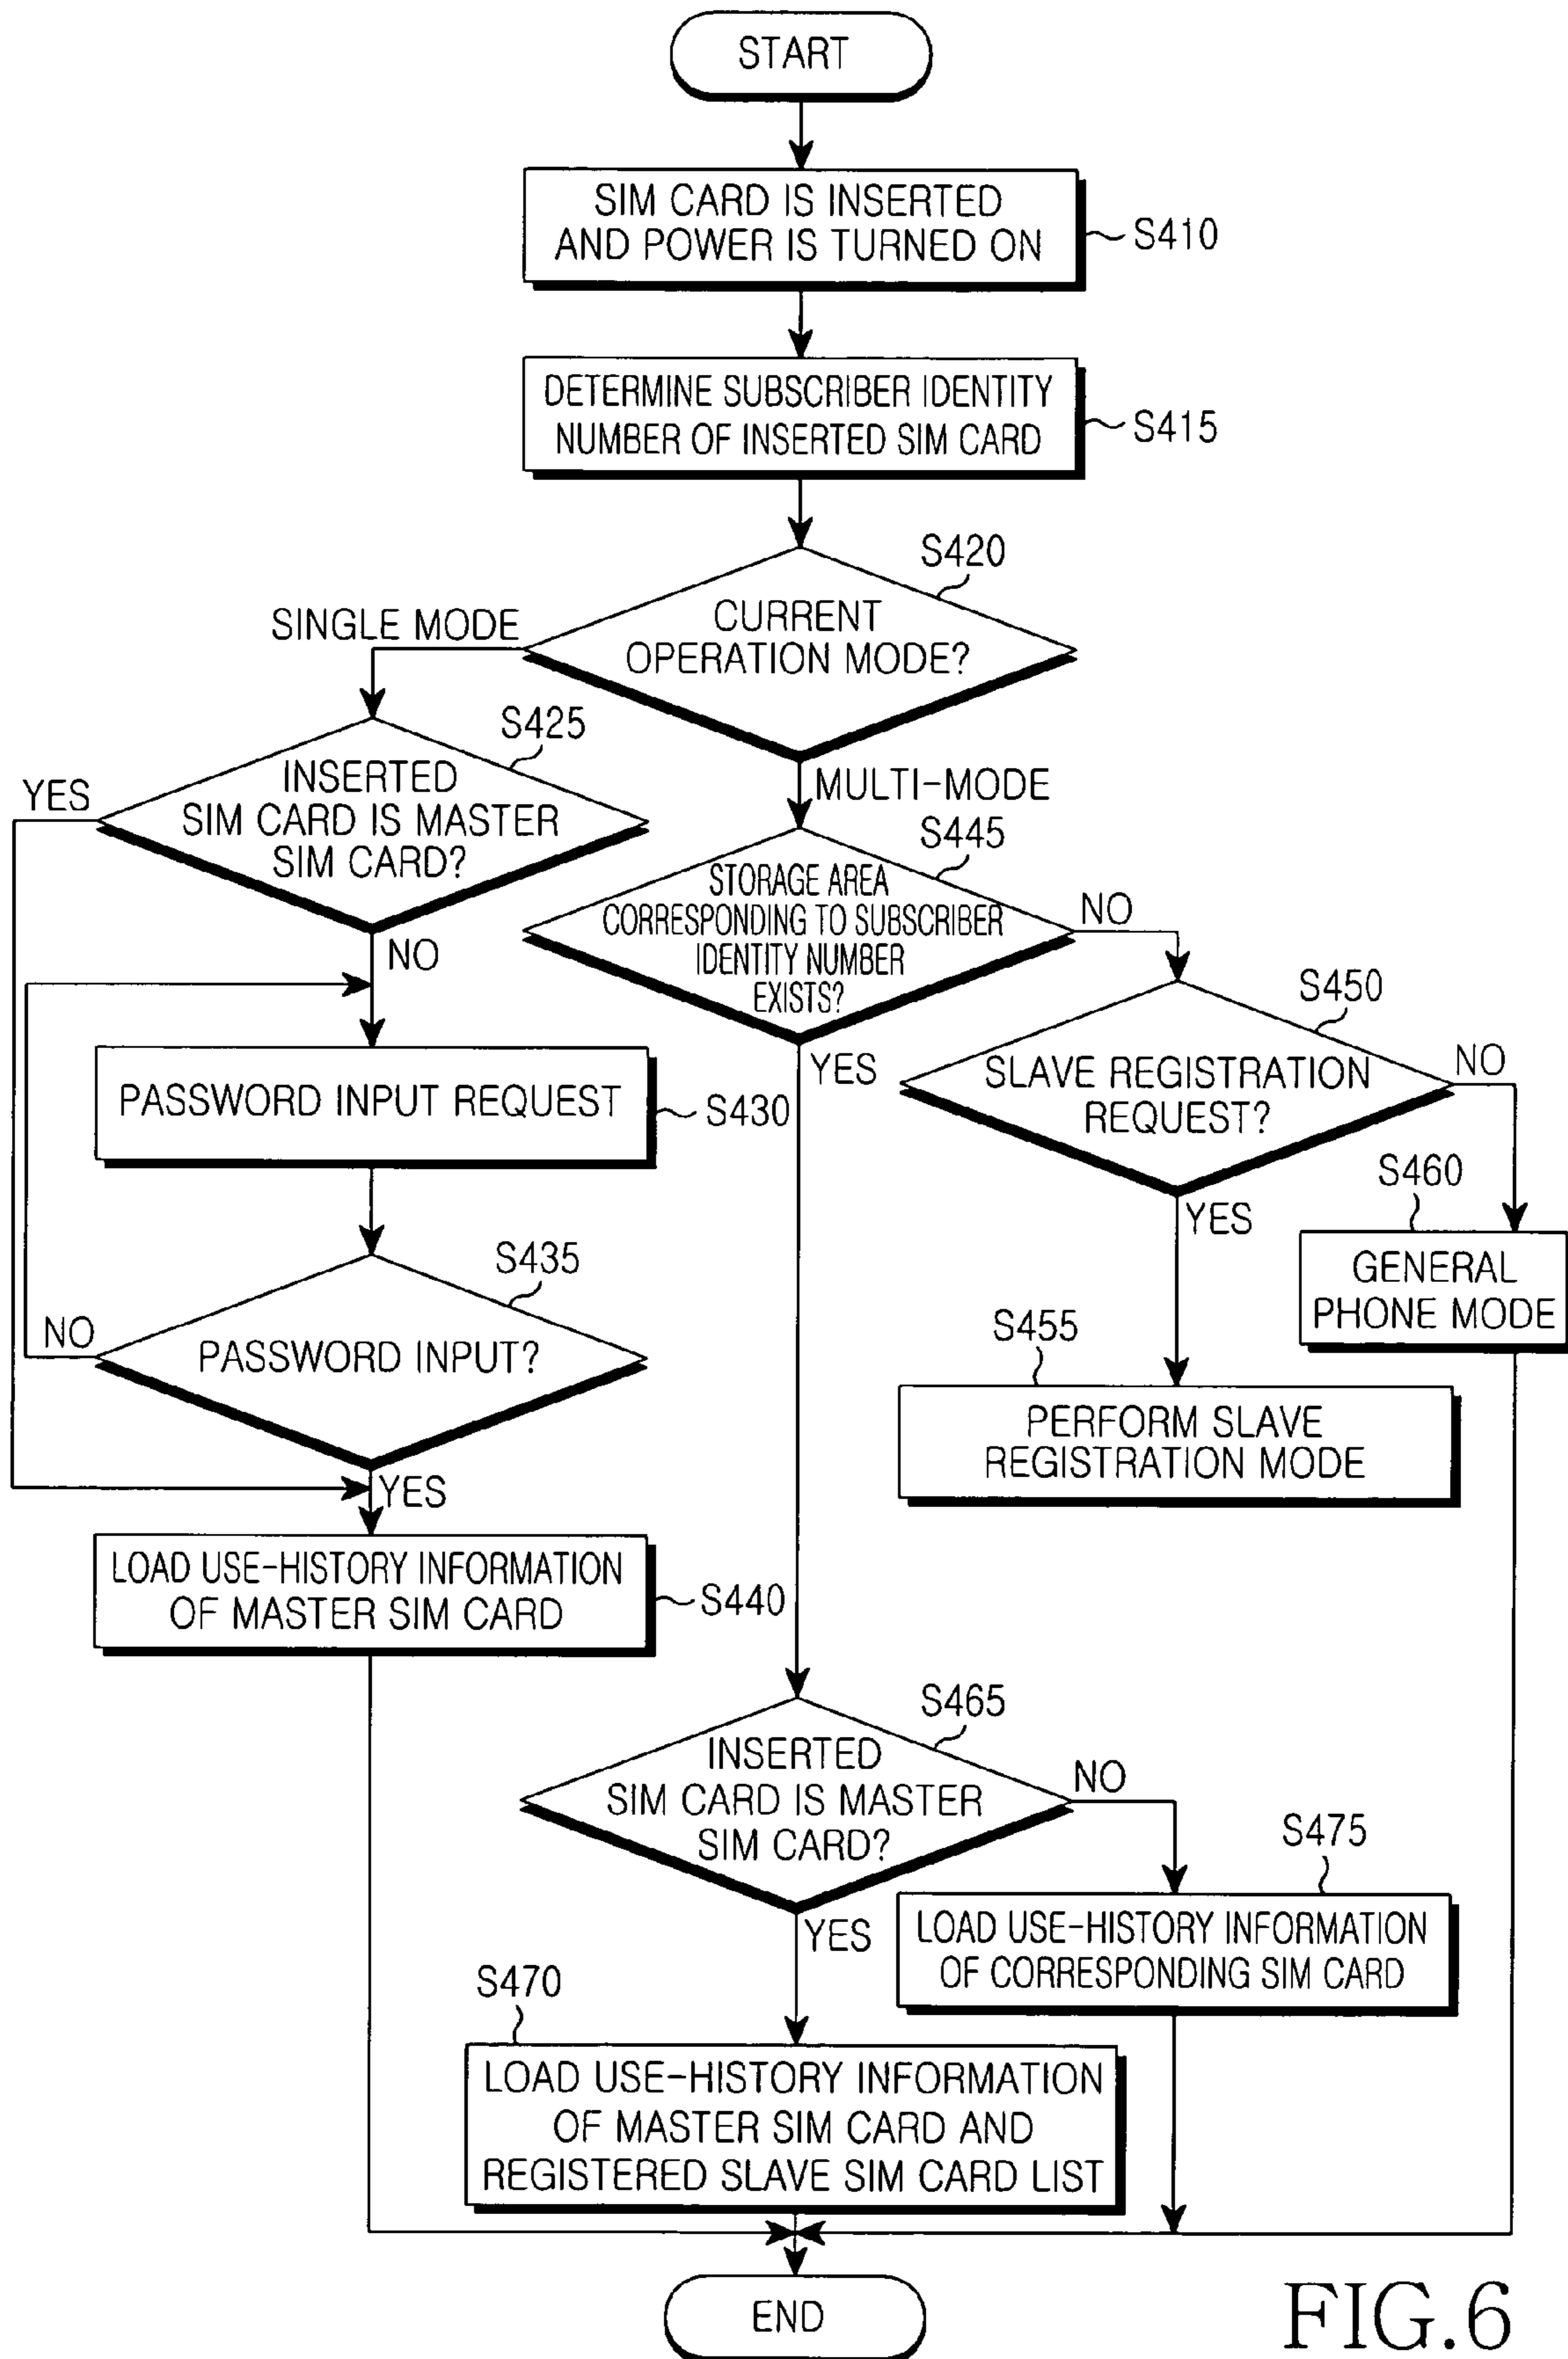 START
SIM CARD IS INSERTED
AND POWER IS TURNED ON
S410
DETERMINE SUBSCRIBER IDENTITY
NUMBER OF INSERTED SIM CARD
S415
S420
CURRENT
OPERATION MODE?
SINGLE MODE
MULTI-MODE
S425
INSERTED
SIM CARD IS MASTER
SIM CARD?
YES
NO
S445
STORAGE AREA
CORRESPONDING TO SUBSCRIBER
IDENTITY NUMBER
EXISTS?
NO
YES
S450
SLAVE REGISTRATION
REQUEST?
NO
YES
PASSWORD INPUT REQUEST
S430
S460
GENERAL
PHONE MODE
S435
PASSWORD INPUT?
NO
YES
S455
PERFORM SLAVE
REGISTRATION MODE
LOAD USE-HISTORY INFORMATION
OF MASTER SIM CARD
S440
S465
INSERTED
SIM CARD IS MASTER
SIM CARD?
NO
YES
S475
LOAD USE-HISTORY INFORMATION
OF CORRESPONDING SIM CARD
S470
LOAD USE-HISTORY INFORMATION
OF MASTER SIM CARD AND
REGISTERED SLAVE SIM CARD LIST
END
FIG.6